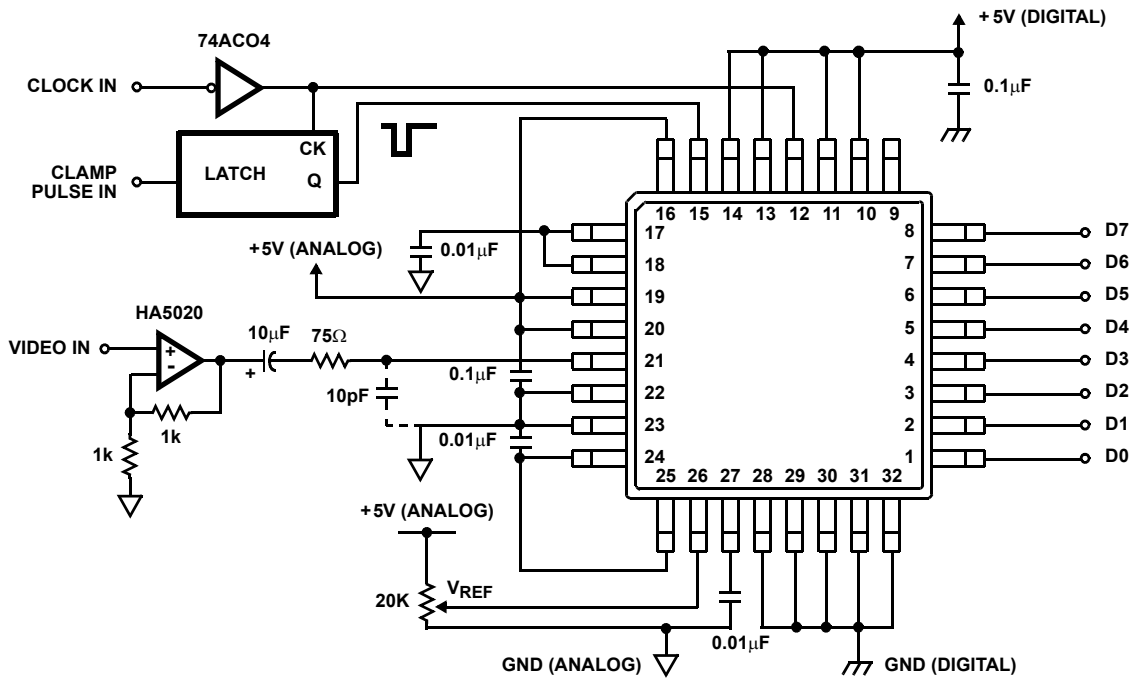 +5V (DIGITAL)
74ACO4
CLOCK IN
0.1μF
CK
CLAMP
PULSE IN
LATCH
Q
16 15 14 13 12 11 10 9
17
8
D7
+5V (ANALOG)
0.01μF
18
7
D6
19
6
D5
HA5020
20
5
D4
VIDEO IN
+
-
10μF
+
75Ω
21
4
D3
10pF
0.1μF
22
3
D2
1k
0.01μF
23
2
D1
1k
24
1
D0
25 26 27 28 29 30 31 32
+5V (ANALOG)
20K
VREF
0.01μF
GND (ANALOG)
GND (DIGITAL)